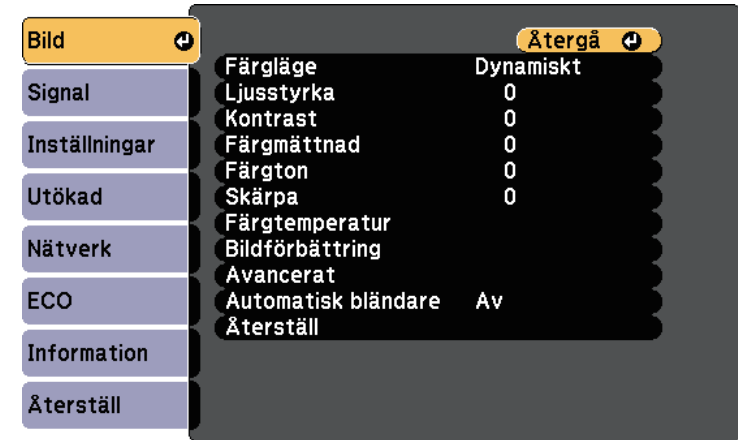 Bild
Signal
Inställningar
Utökad
Nätverk
ECO
Information
Återställ
Återgå
Färgläge Dynamiskt
Ljusstyrka 0
Kontrast 0
Färgmättnad 0
Färgton 0
Skärpa 0
Färgtemperatur
Bildförbättring
Avancerat
Automatisk bländare Av
Återställ